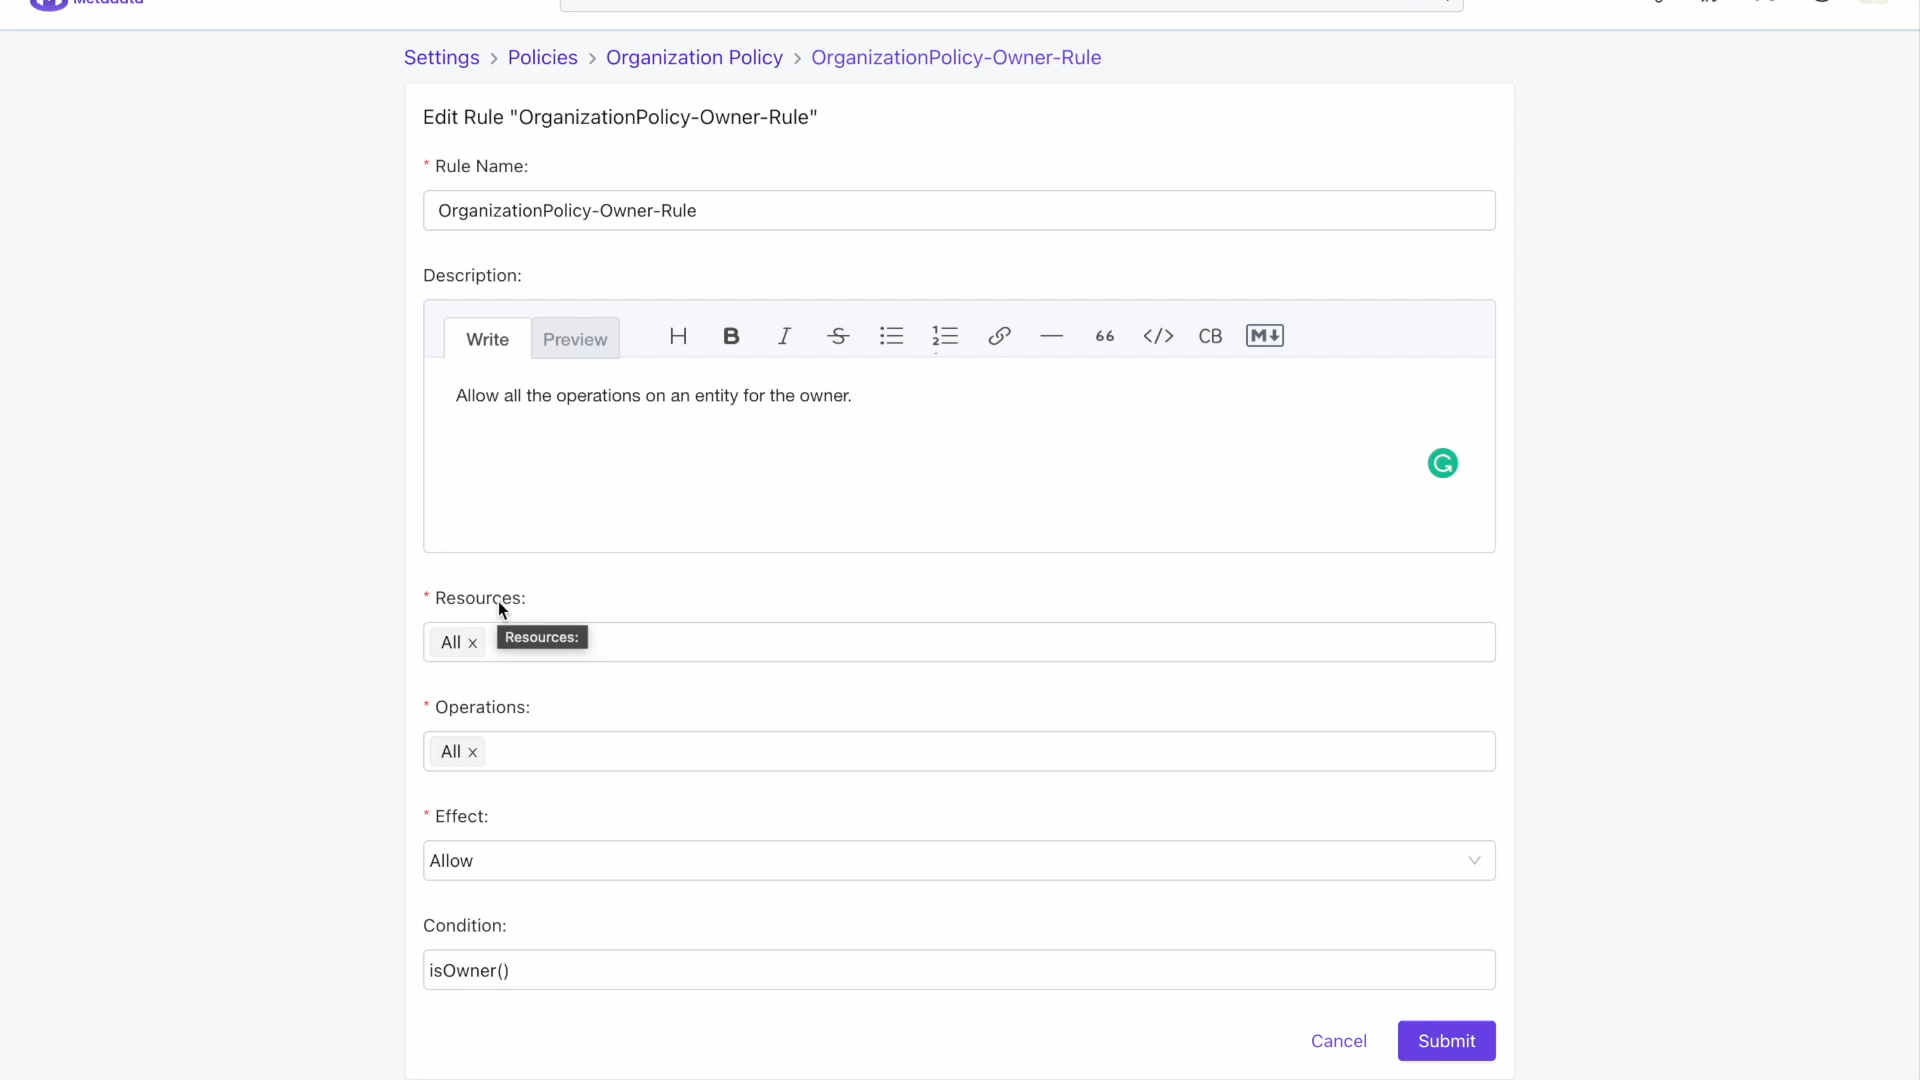 Metadata
Settings > Policies > Organization Policy > OrganizationPolicy-Owner-Rule
Edit Rule "OrganizationPolicy-Owner-Rule"
* Rule Name:
OrganizationPolicy-Owner-Rule
Description:
Write Preview H B I S 66 </> CB M↓
Allow all the operations on an entity for the owner.
* Resources:
All x Resources:
* Operations:
All x
* Effect:
Allow
Condition:
isOwner()
Cancel Submit